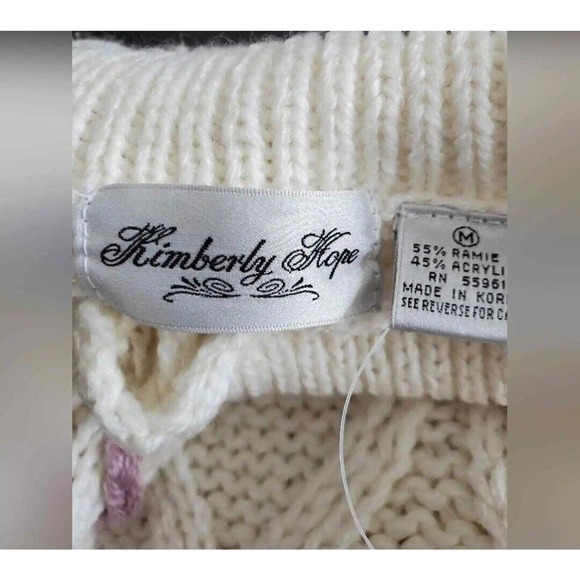 Kimberly Hope
M
55% RAMIE
45% ACRYLI
RN 55961
MADE IN KOR
SEE REVERSE FOR CA